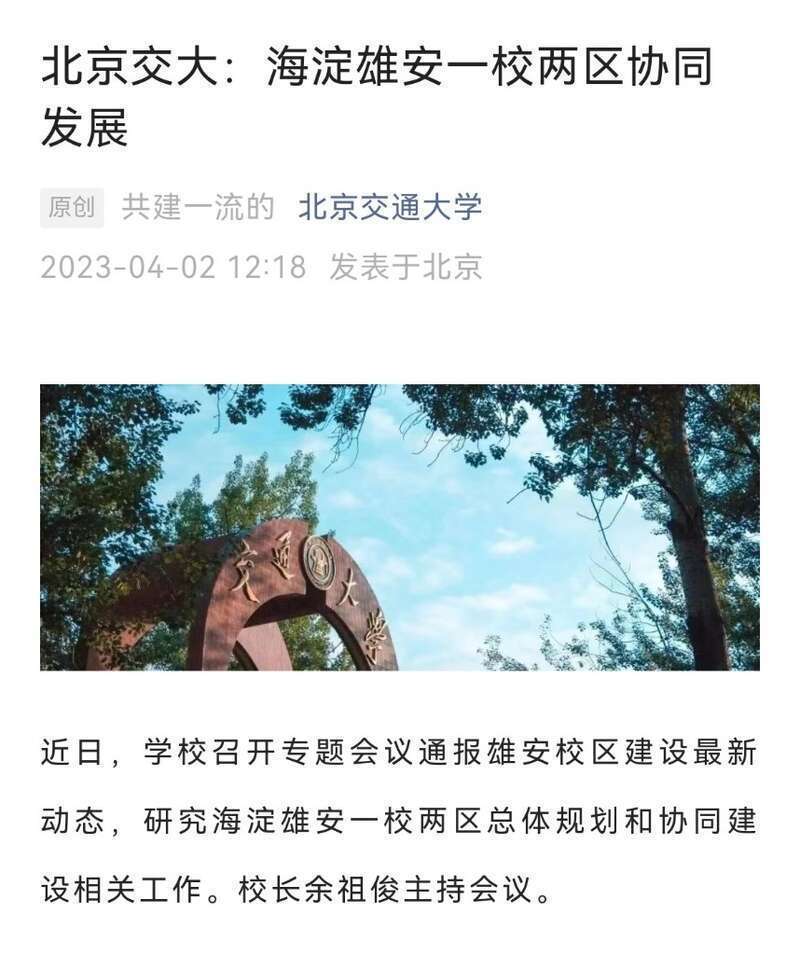 北京交大：海淀雄安一校两区协同
发展
原创 共建一流的 北京交通大学
2023-04-02 12:18 发表于北京
交通大学
近日，学校召开专题会议通报雄安校区建设最新
动态，研究海淀雄安一校两区总体规划和协同建
设相关工作。校长余祖俊主持会议。